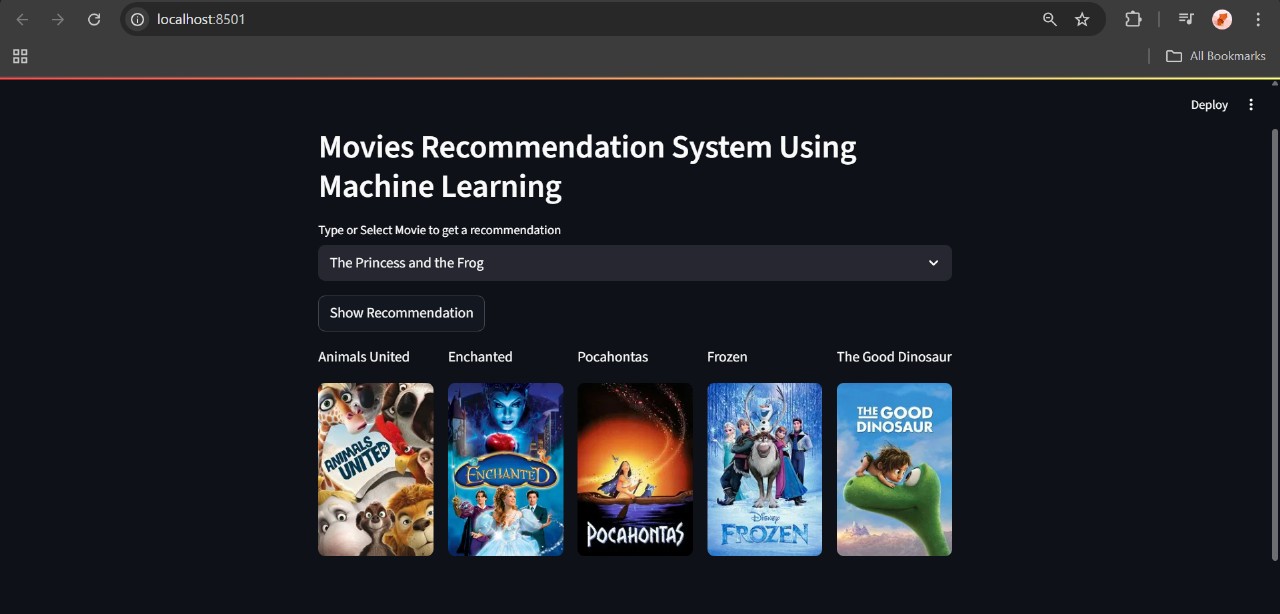 localhost:8501
All Bookmarks
Deploy
Movies Recommendation System Using
Machine Learning
Type or Select Movie to get a recommendation
The Princess and the Frog
Show Recommendation
Animals United
Enchanted
Pocahontas
Frozen
The Good Dinosaur
ANIMALS
UNITED
ENCHANTED
POCAHONTAS
Disney
FROZEN
THE GOOD
DINOSAUR